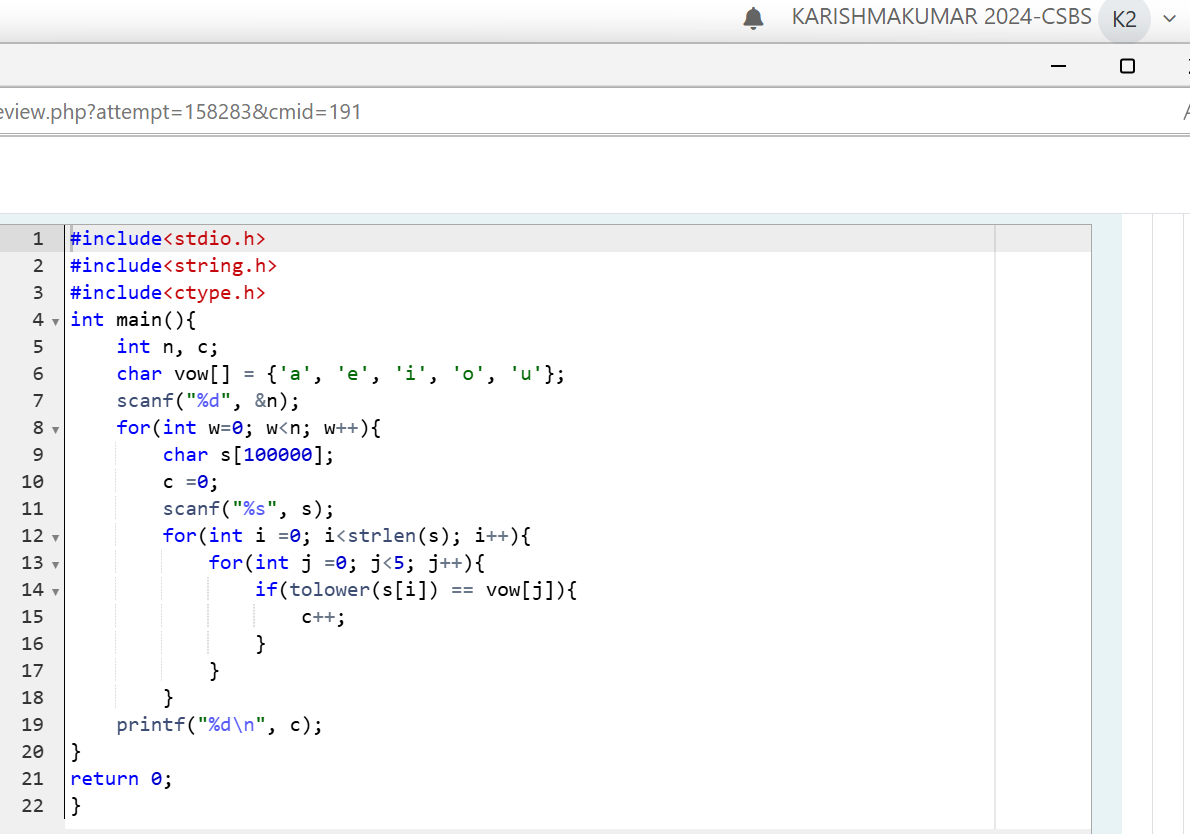 KARISHMAKUMAR 2024-CSBS K2
eview.php?attempt=158283&cmid=191
1 #include<stdio.h>
2 #include<string.h>
3 #include<ctype.h>
4 int main(){
5 int n, c;
6 char vow[] = {'a', 'e', 'i', 'o', 'u'};
7 scanf("%d", &n);
8 for(int w=0; w<n; w++){
9 char s[100000];
10 c =0;
11 scanf("%s", s);
12 for(int i =0; i<strlen(s); i++){
13 for(int j =0; j<5; j++){
14 if(tolower(s[i]) == vow[j]){
15 c++;
16 }
17 }
18 }
19 printf("%d\n", c);
20 }
21 return 0;
22 }